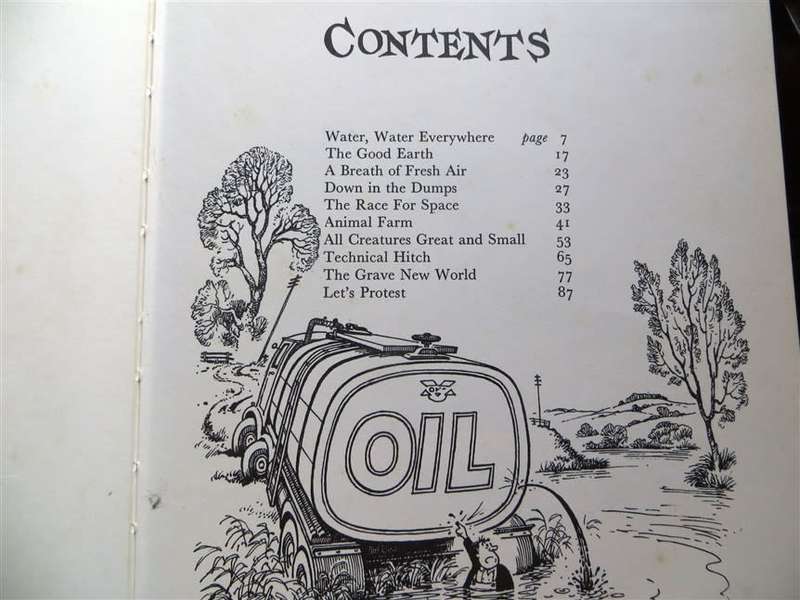 CONTENTS
Water, Water Everywhere page 7
The Good Earth 17
A Breath of Fresh Air 23
Down in the Dumps 27
The Race For Space 33
Animal Farm 41
All Creatures Great and Small 53
Technical Hitch 65
The Grave New World 77
Let's Protest 87
OIL